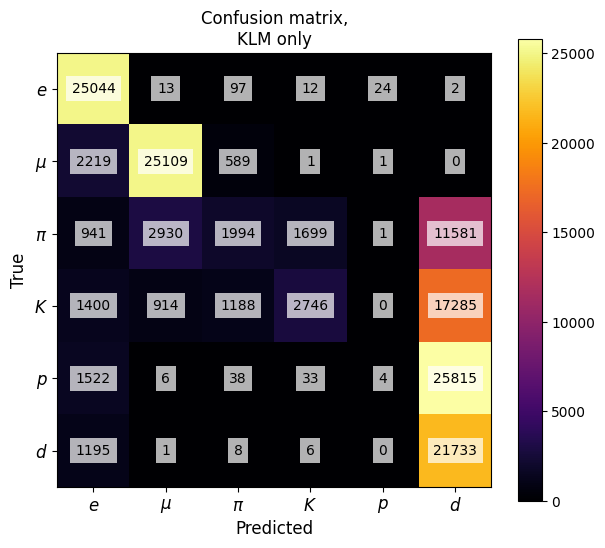 Confusion matrix,
KLM only
True
e 25044 13 97 12 24 2
μ 2219 25109 589 1 1 0
π 941 2930 1994 1699 1 11581
K 1400 914 1188 2746 0 17285
p 1522 6 38 33 4 25815
d 1195 1 8 6 0 21733
e μ π K p d
Predicted
25000
20000
15000
10000
5000
0